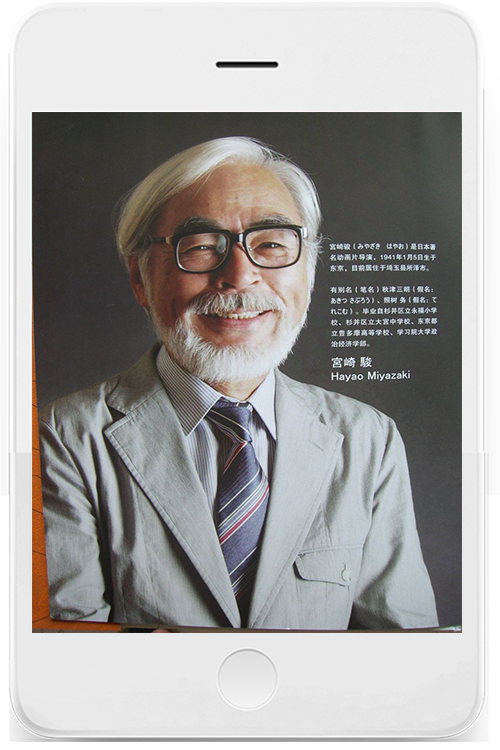 宮崎骏（みやざき　はやお）是日本著
名动画片导演，1941年1月5日生于
东京，目前居住于埼玉县所泽市。
有别名（笔名）秋津三朗（假名：
あきつ さぶろう）、照树 务（假名：て
れこむ）。毕业自杉井区立永福小学
校、杉井区立大宫中学校、东京都
立豊多摩高等学校、学习院大学政
治经济学部。
宮崎 駿
Hayao Miyazaki